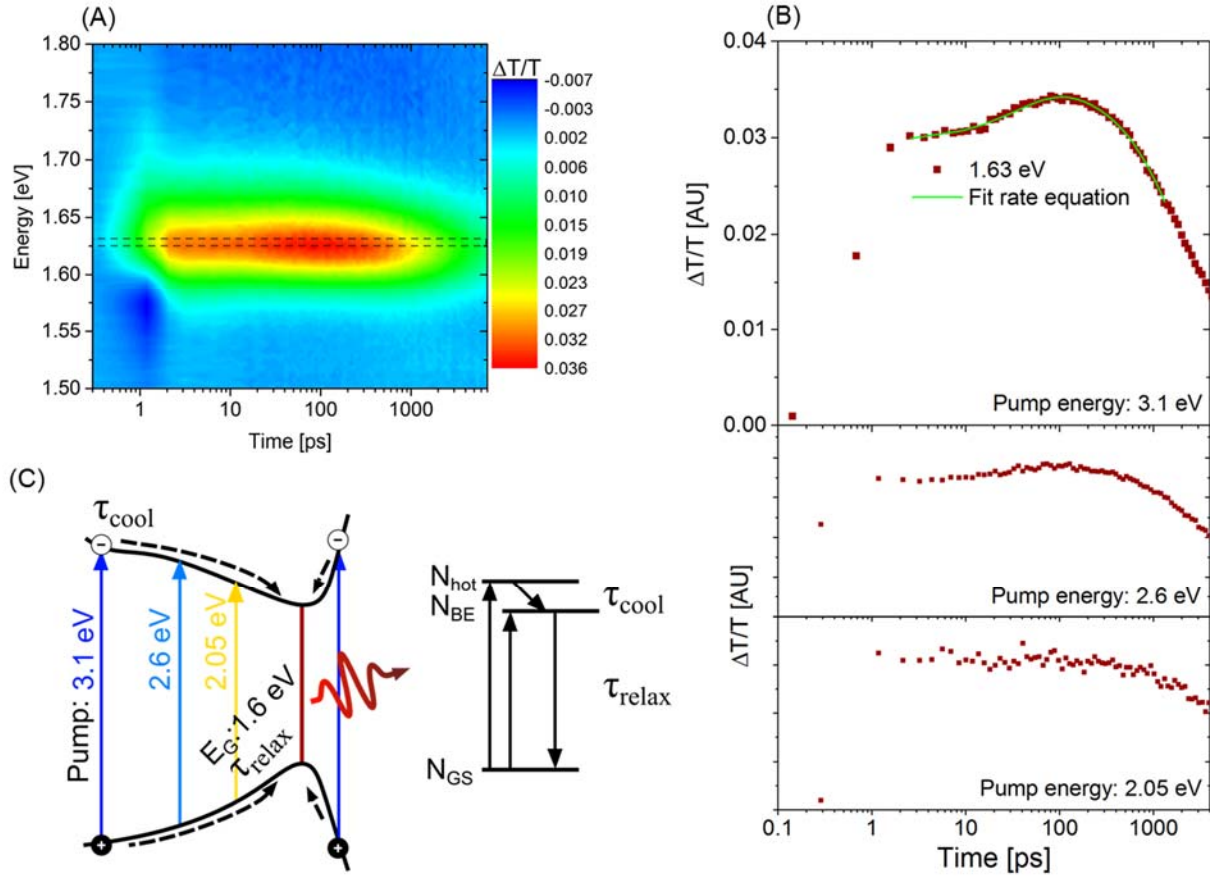 (A)
1.80
1.75
1.70
1.65
1.60
1.55
1.50
Energy [eV]
1
10
100
1000
Time [ps]
ΔT/T
-0.007
-0.003
0.002
0.006
0.010
0.015
0.019
0.023
0.027
0.032
0.036
(B)
0.04
0.03
0.02
0.01
0.00
ΔT/T [AU]
1.63 eV
Fit rate equation
Pump energy: 3.1 eV
Pump energy: 2.6 eV
ΔT/T [AU]
Pump energy: 2.05 eV
0.1
1
10
100
1000
Time [ps]
(C)
τcool
−
−
Pump: 3.1 eV
2.6 eV
2.05 eV
EG:1.6 eV
τrelax
+
+
Nhot
NBE
τcool
τrelax
NGS